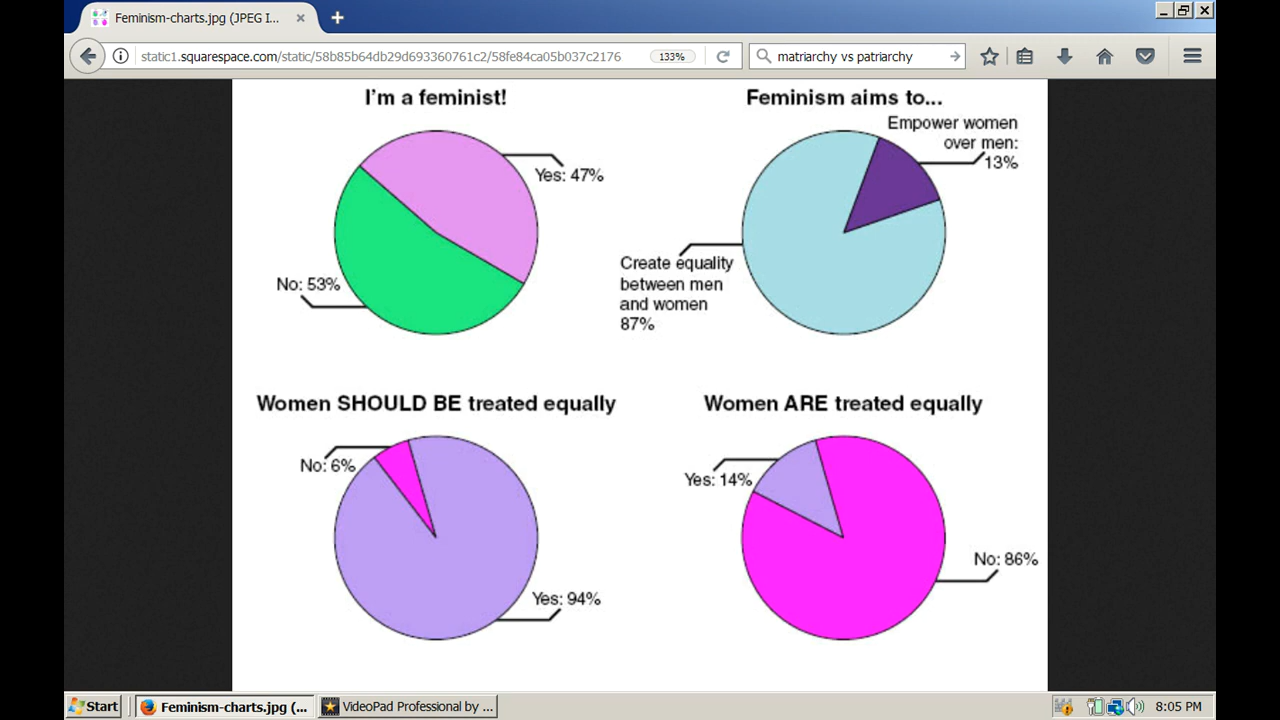 Feminism-charts.jpg (JPEG I...
static1.squarespace.com/static/58b85b64db29d693360761c2/58fe84ca05b037c2176
133%
matriarchy vs patriarchy
I'm a feminist!
Yes: 47%
No: 53%
Feminism aims to...
Empower women
over men:
13%
Create equality
between men
and women
87%
Women SHOULD BE treated equally
No: 6%
Yes: 94%
Women ARE treated equally
Yes: 14%
No: 86%
Start
Feminism-charts.jpg (...
VideoPad Professional by ...
8:05 PM